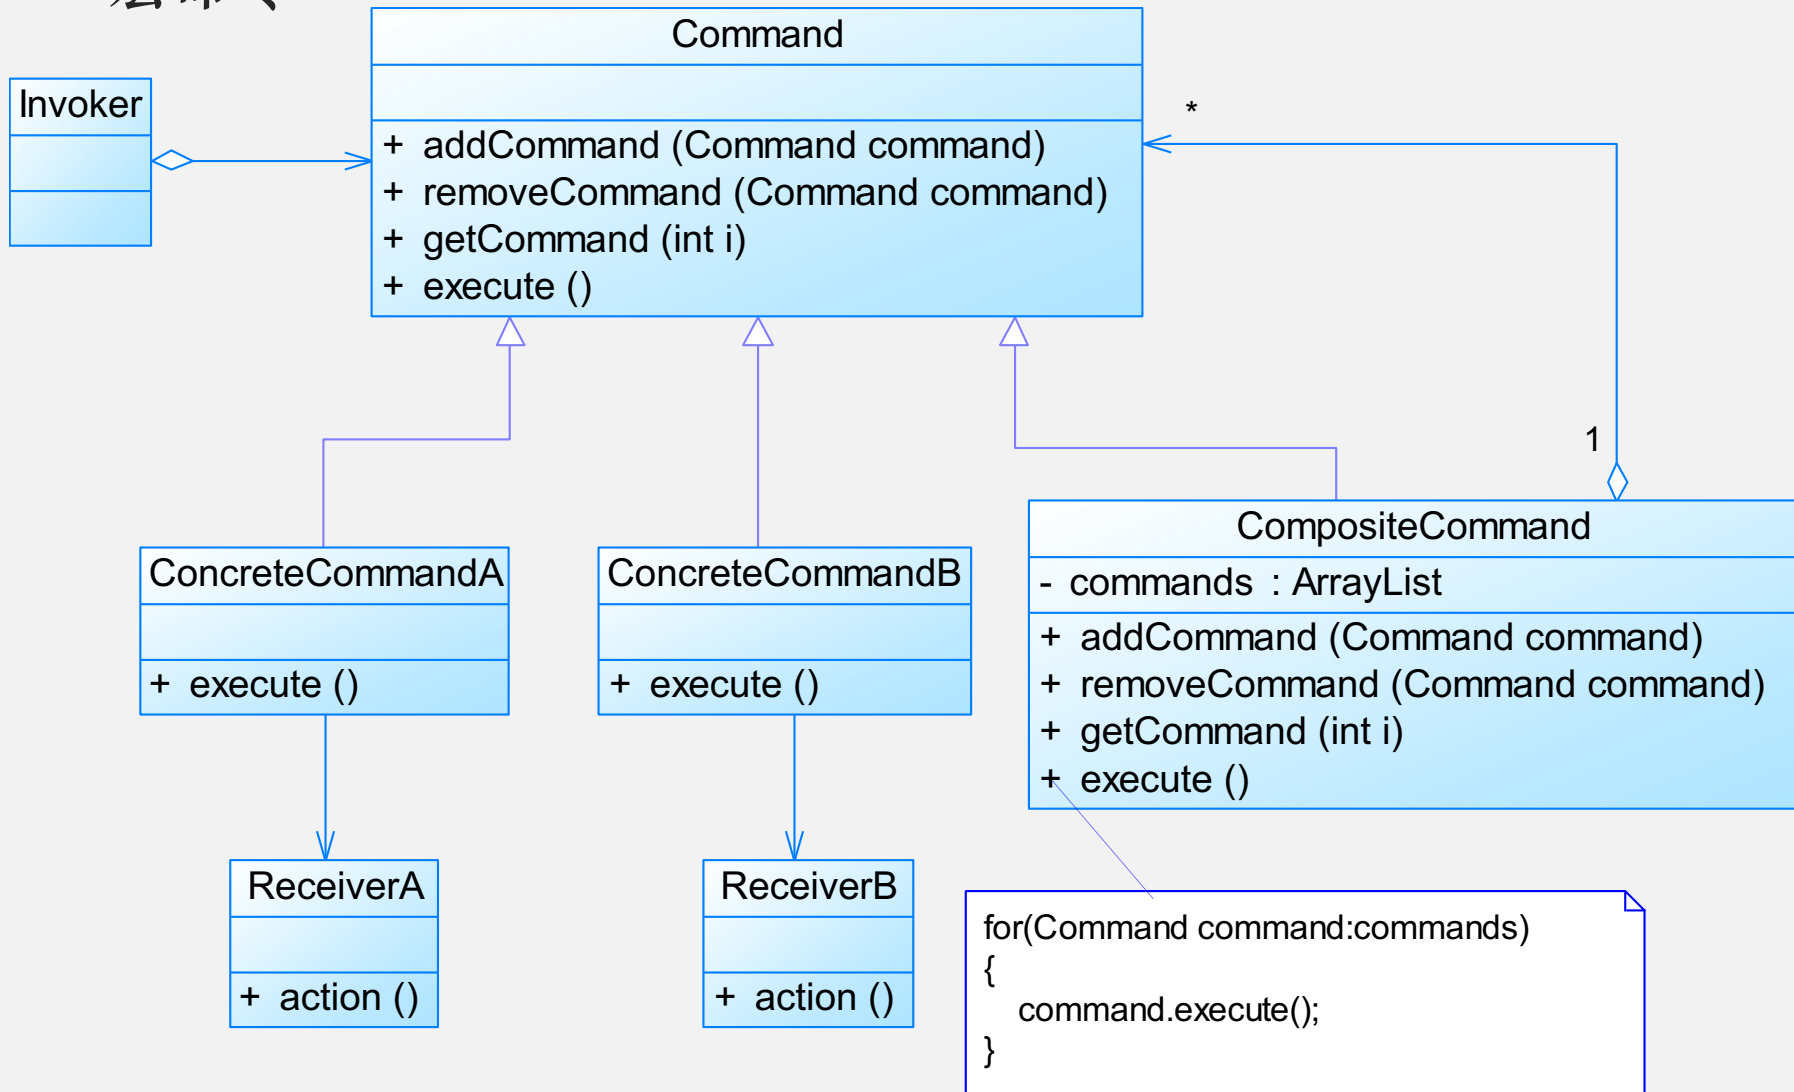 Command
Invoker
*
+ addCommand (Command command)
+ removeCommand (Command command)
+ getCommand (int i)
+ execute ()
1
CompositeCommand
- commands : ArrayList
+ addCommand (Command command)
+ removeCommand (Command command)
+ getCommand (int i)
+ execute ()
ConcreteCommandA
+ execute ()
ConcreteCommandB
+ execute ()
ReceiverA
+ action ()
ReceiverB
+ action ()
for(Command command:commands)
{
command.execute();
}